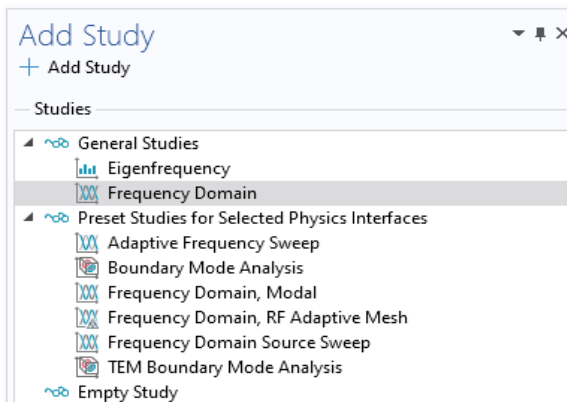 Add Study
Add Study
Studies
General Studies
Eigenfrequency
Frequency Domain
Preset Studies for Selected Physics Interfaces
Adaptive Frequency Sweep
Boundary Mode Analysis
Frequency Domain, Modal
Frequency Domain, RF Adaptive Mesh
Frequency Domain Source Sweep
TEM Boundary Mode Analysis
Empty Study